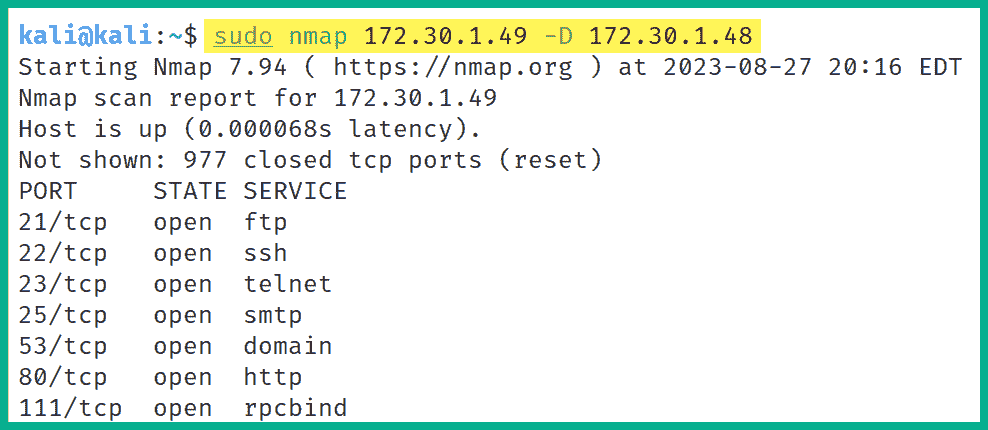 kali@kali:~$ sudo nmap 172.30.1.49 -D 172.30.1.48
Starting Nmap 7.94 ( https://nmap.org ) at 2023-08-27 20:16 EDT
Nmap scan report for 172.30.1.49
Host is up (0.000068s latency).
Not shown: 977 closed tcp ports (reset)
PORT    STATE SERVICE
21/tcp  open  ftp
22/tcp  open  ssh
23/tcp  open  telnet
25/tcp  open  smtp
53/tcp  open  domain
80/tcp  open  http
111/tcp open  rpcbind